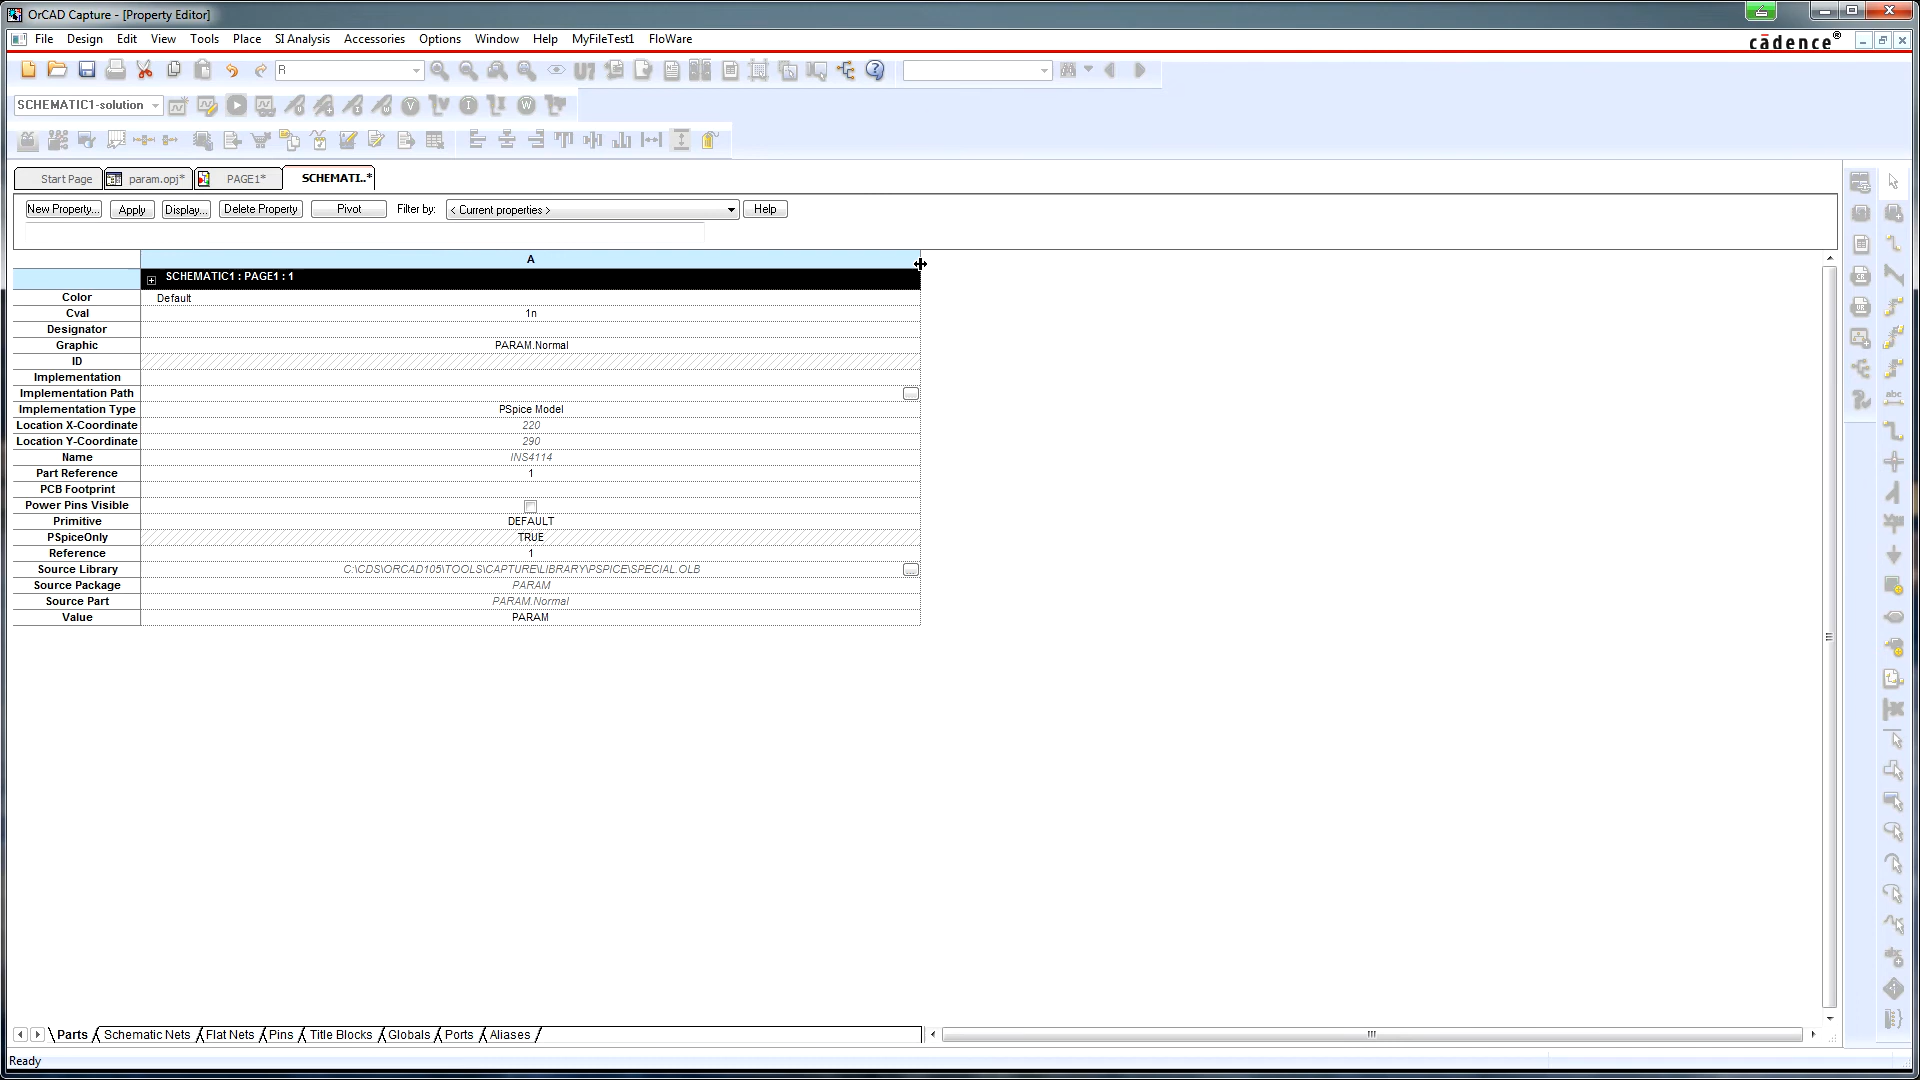 OrCAD Capture - [Property Editor]
File Design Edit View Tools Place SI Analysis Accessories Options Window Help MyFileTest1 FloWare
cādence®
R
U?
SCHEMATIC1-solution
V V I I W
Start Page param.opj* PAGE1* SCHEMATI..*
New Property... Apply Display... Delete Property Pivot Filter by: < Current properties > Help
A
SCHEMATIC1 : PAGE1 : 1
Color Default
Cval 1n
Designator
Graphic PARAM.Normal
ID
Implementation
Implementation Path ...
Implementation Type PSpice Model
Location X-Coordinate 220
Location Y-Coordinate 290
Name INS4114
Part Reference 1
PCB Footprint
Power Pins Visible
Primitive DEFAULT
PSpiceOnly TRUE
Reference 1
Source Library C:\CDS\ORCAD105\TOOLS\CAPTURE\LIBRARY\PSPICE\SPECIAL.OLB ...
Source Package PARAM
Source Part PARAM.Normal
Value PARAM
abc
abc
Parts Schematic Nets Flat Nets Pins Title Blocks Globals Ports Aliases
Ready